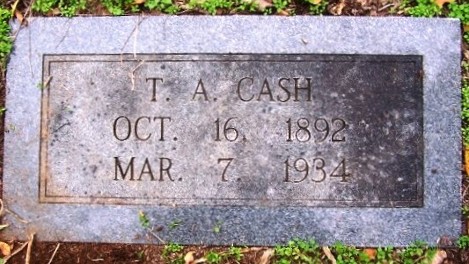 T. A. CASH
OCT. 16. 1892
MAR. 7. 1934